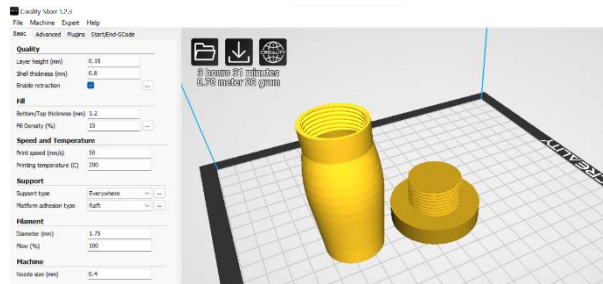 Creality Slicer 1.2.3
File Machine Expert Help
Basic Advanced Plugins Start/End-GCode
Quality
Layer height (mm) 0.15
Shell thickness (mm) 0.8
Enable retraction ...
Fill
Bottom/Top thickness (mm) 1.2
Fill Density (%) 15 ...
Speed and Temperature
Print speed (mm/s) 50
Printing temperature (C) 200
Support
Support type Everywhere ...
Platform adhesion type Raft ...
Filament
Diameter (mm) 1.75
Flow (%) 100
Machine
Nozzle size (mm) 0.4
CREALITY
3 hours 31 minutes
8.76 meter 26 gram
CREALITY